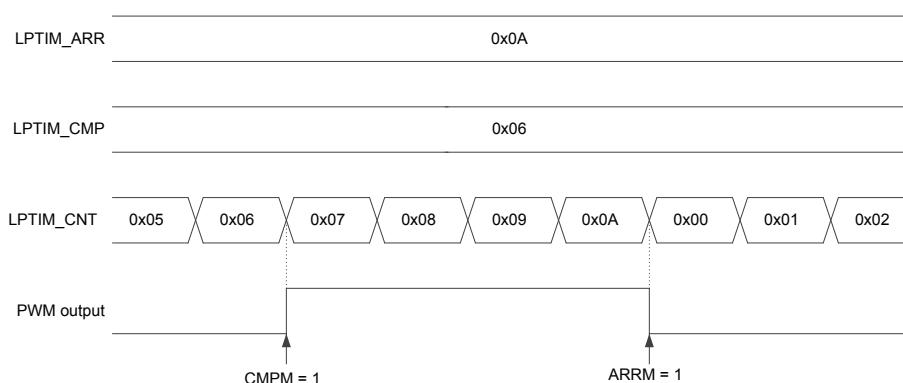 LPTIM_ARR 0x0A
LPTIM_CMP 0x06
LPTIM_CNT 0x05 0x06 0x07 0x08 0x09 0x0A 0x00 0x01 0x02
PWM output
CMPM = 1 ARRM = 1